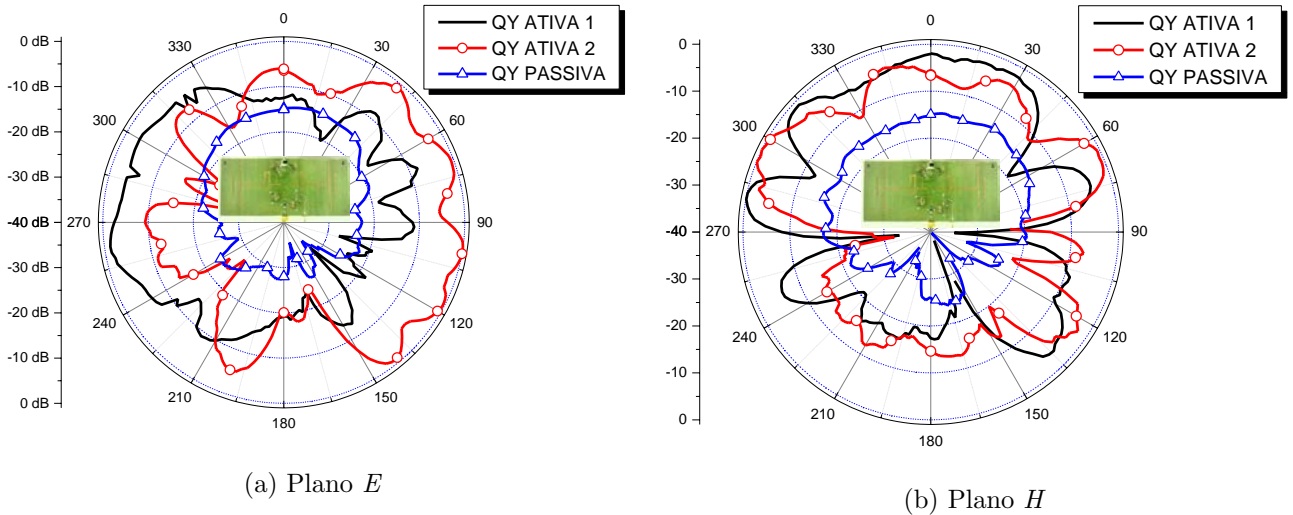 QY ATIVA 1
QY ATIVA 2
QY PASSIVA
0
30
60
90
120
150
180
210
240
270
300
330
0 dB
-10 dB
-20 dB
-30 dB
-40 dB
-30 dB
-20 dB
-10 dB
0 dB
(a) Plano E
QY ATIVA 1
QY ATIVA 2
QY PASSIVA
0
30
60
90
120
150
180
210
240
270
300
330
0
-10
-20
-30
-40
-30
-20
-10
0
(b) Plano H